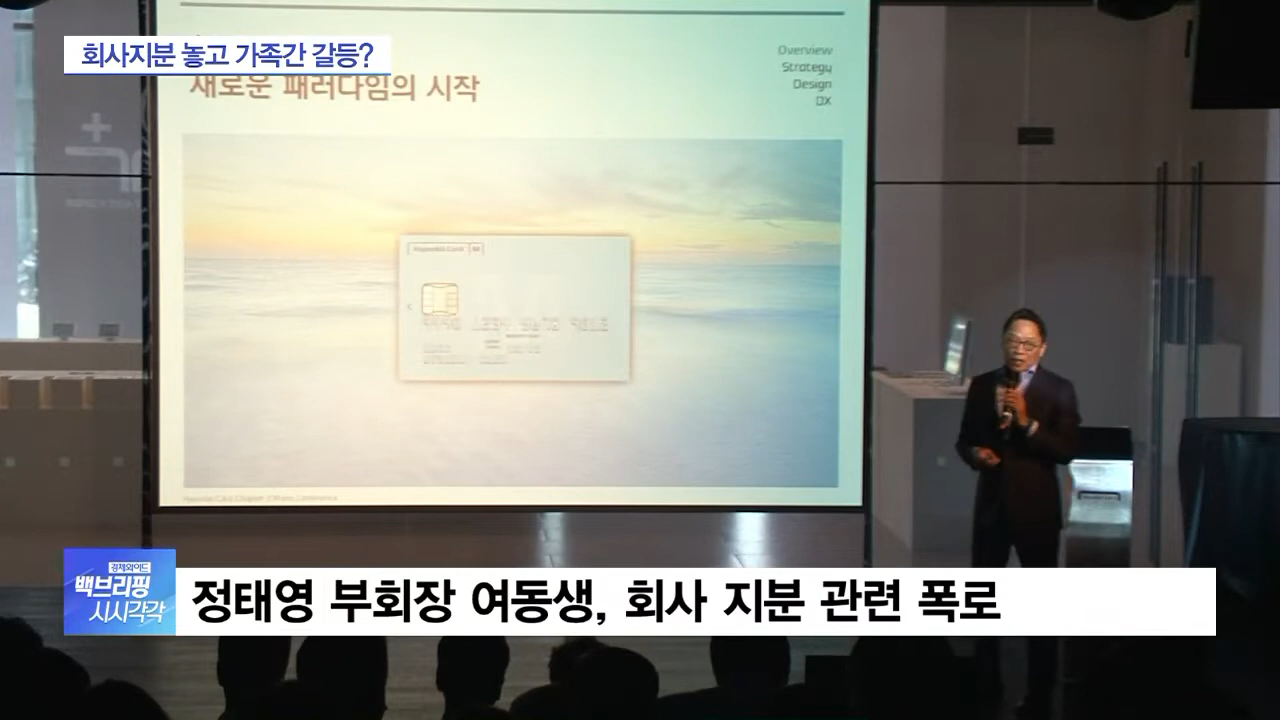 회사지분 놓고 가족간 갈등?
새로운 패러다임의 시작
Overview
Strategy
Design
DX
Hyundai Card
경제와이드
백브리핑
시시각각
정태영 부회장 여동생, 회사 지분 관련 폭로